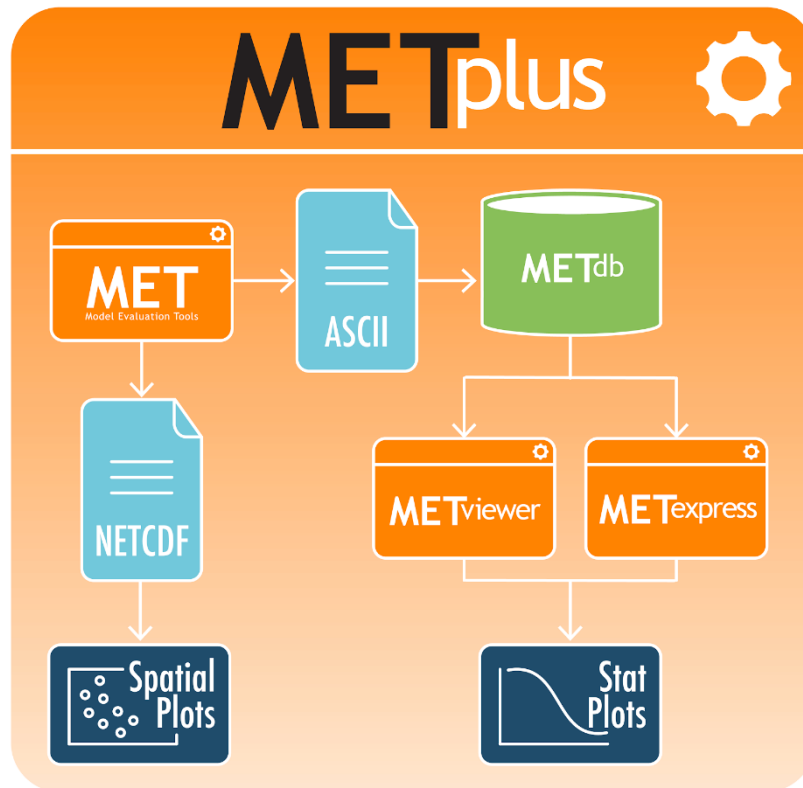 METplus
MET
Model Evaluation Tools
ASCII
METdb
NETCDF
METviewer
METexpress
Spatial
Plots
Stat
Plots